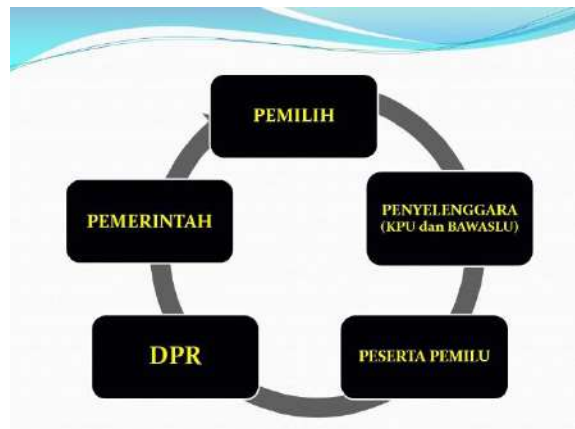 PEMILIH
PENYELENGGARA
(KPU dan BAWASLU)
PESERTA PEMILU
DPR
PEMERINTAH